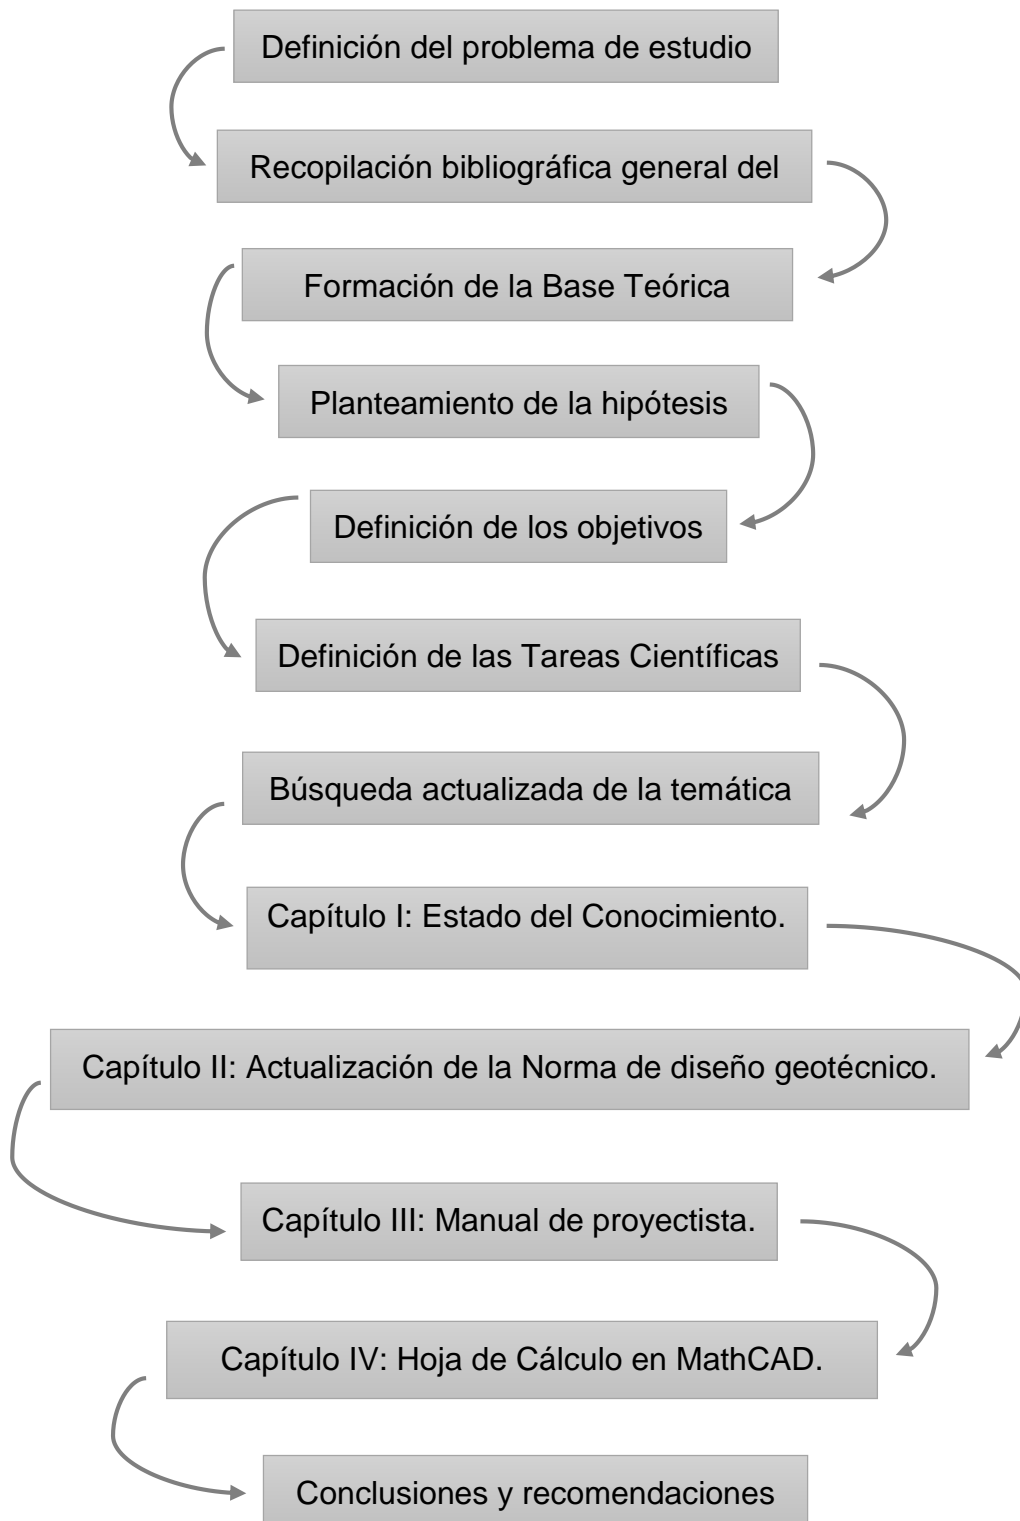 Definición del problema de estudio
Recopilación bibliográfica general del
Formación de la Base Teórica
Planteamiento de la hipótesis
Definición de los objetivos
Definición de las Tareas Científicas
Búsqueda actualizada de la temática
Capítulo I: Estado del Conocimiento.
Capítulo II: Actualización de la Norma de diseño geotécnico.
Capítulo III: Manual de proyectista.
Capítulo IV: Hoja de Cálculo en MathCAD.
Conclusiones y recomendaciones